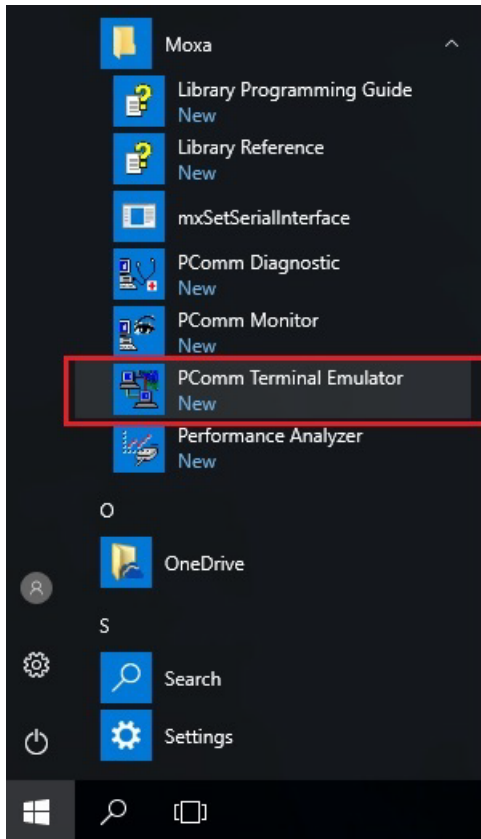 Moxa
Library Programming Guide
New
Library Reference
New
mxSetSerialInterface
PComm Diagnostic
New
PComm Monitor
New
PComm Terminal Emulator
New
Performance Analyzer
New
O
OneDrive
S
Search
Settings